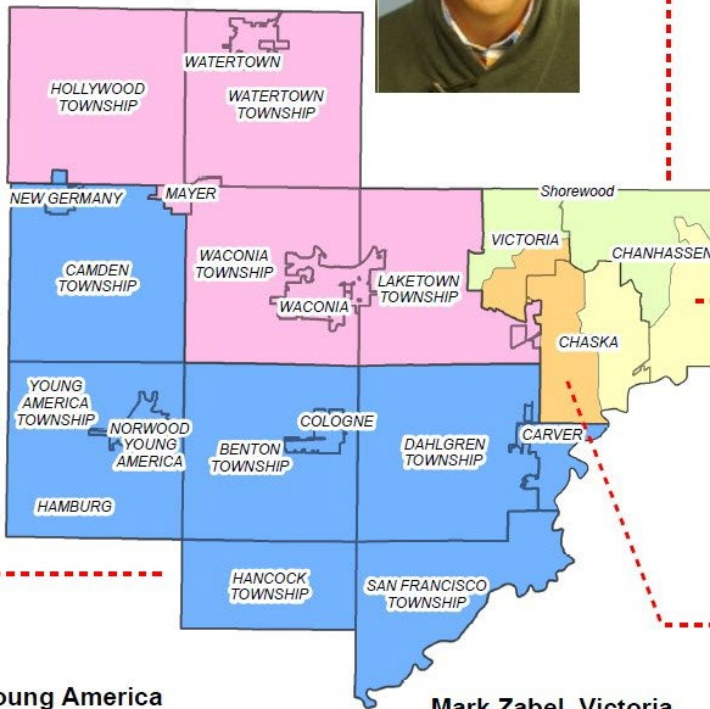 WATERTOWN
HOLLYWOOD
TOWNSHIP
WATERTOWN
TOWNSHIP
NEW GERMANY
MAYER
Shorewood
VICTORIA
CHANHASSEN
WACONIA
TOWNSHIP
CAMDEN
TOWNSHIP
LAKETOWN
TOWNSHIP
WACONIA
CHASKA
YOUNG
AMERICA
TOWNSHIP
NORWOOD
YOUNG
AMERICA
COLOGNE
BENTON
TOWNSHIP
DAHLGREN
TOWNSHIP
CARVER
HAMBURG
HANCOCK
TOWNSHIP
SAN FRANCISCO
TOWNSHIP
oung America
Mark Zabel, Victoria